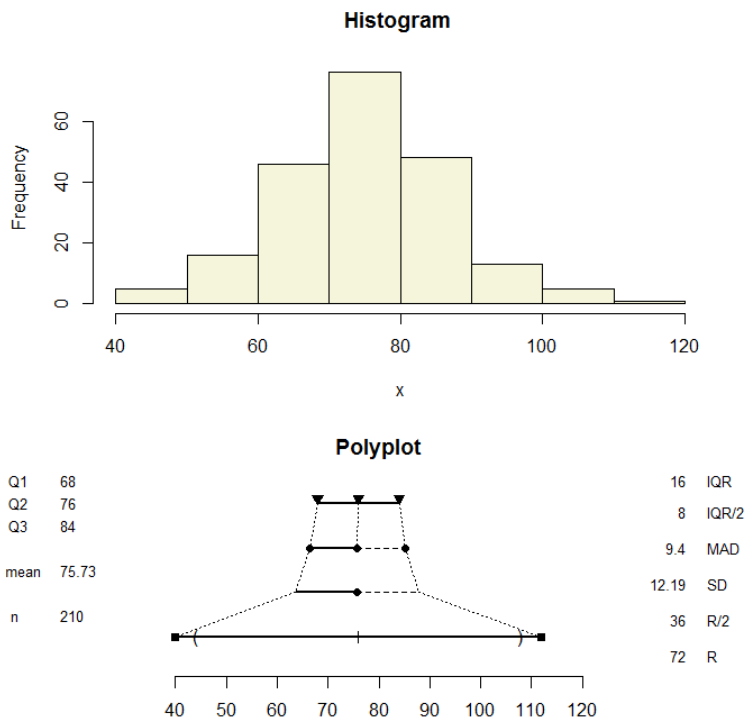 Histogram
Frequency
60
40
20
0
40 60 80 100 120
x
Polyplot
Q1 68
Q2 76
Q3 84
mean 75.73
n 210
16 IQR
8 IQR/2
9.4 MAD
12.19 SD
36 R/2
72 R
( )
40 50 60 70 80 90 100 110 120